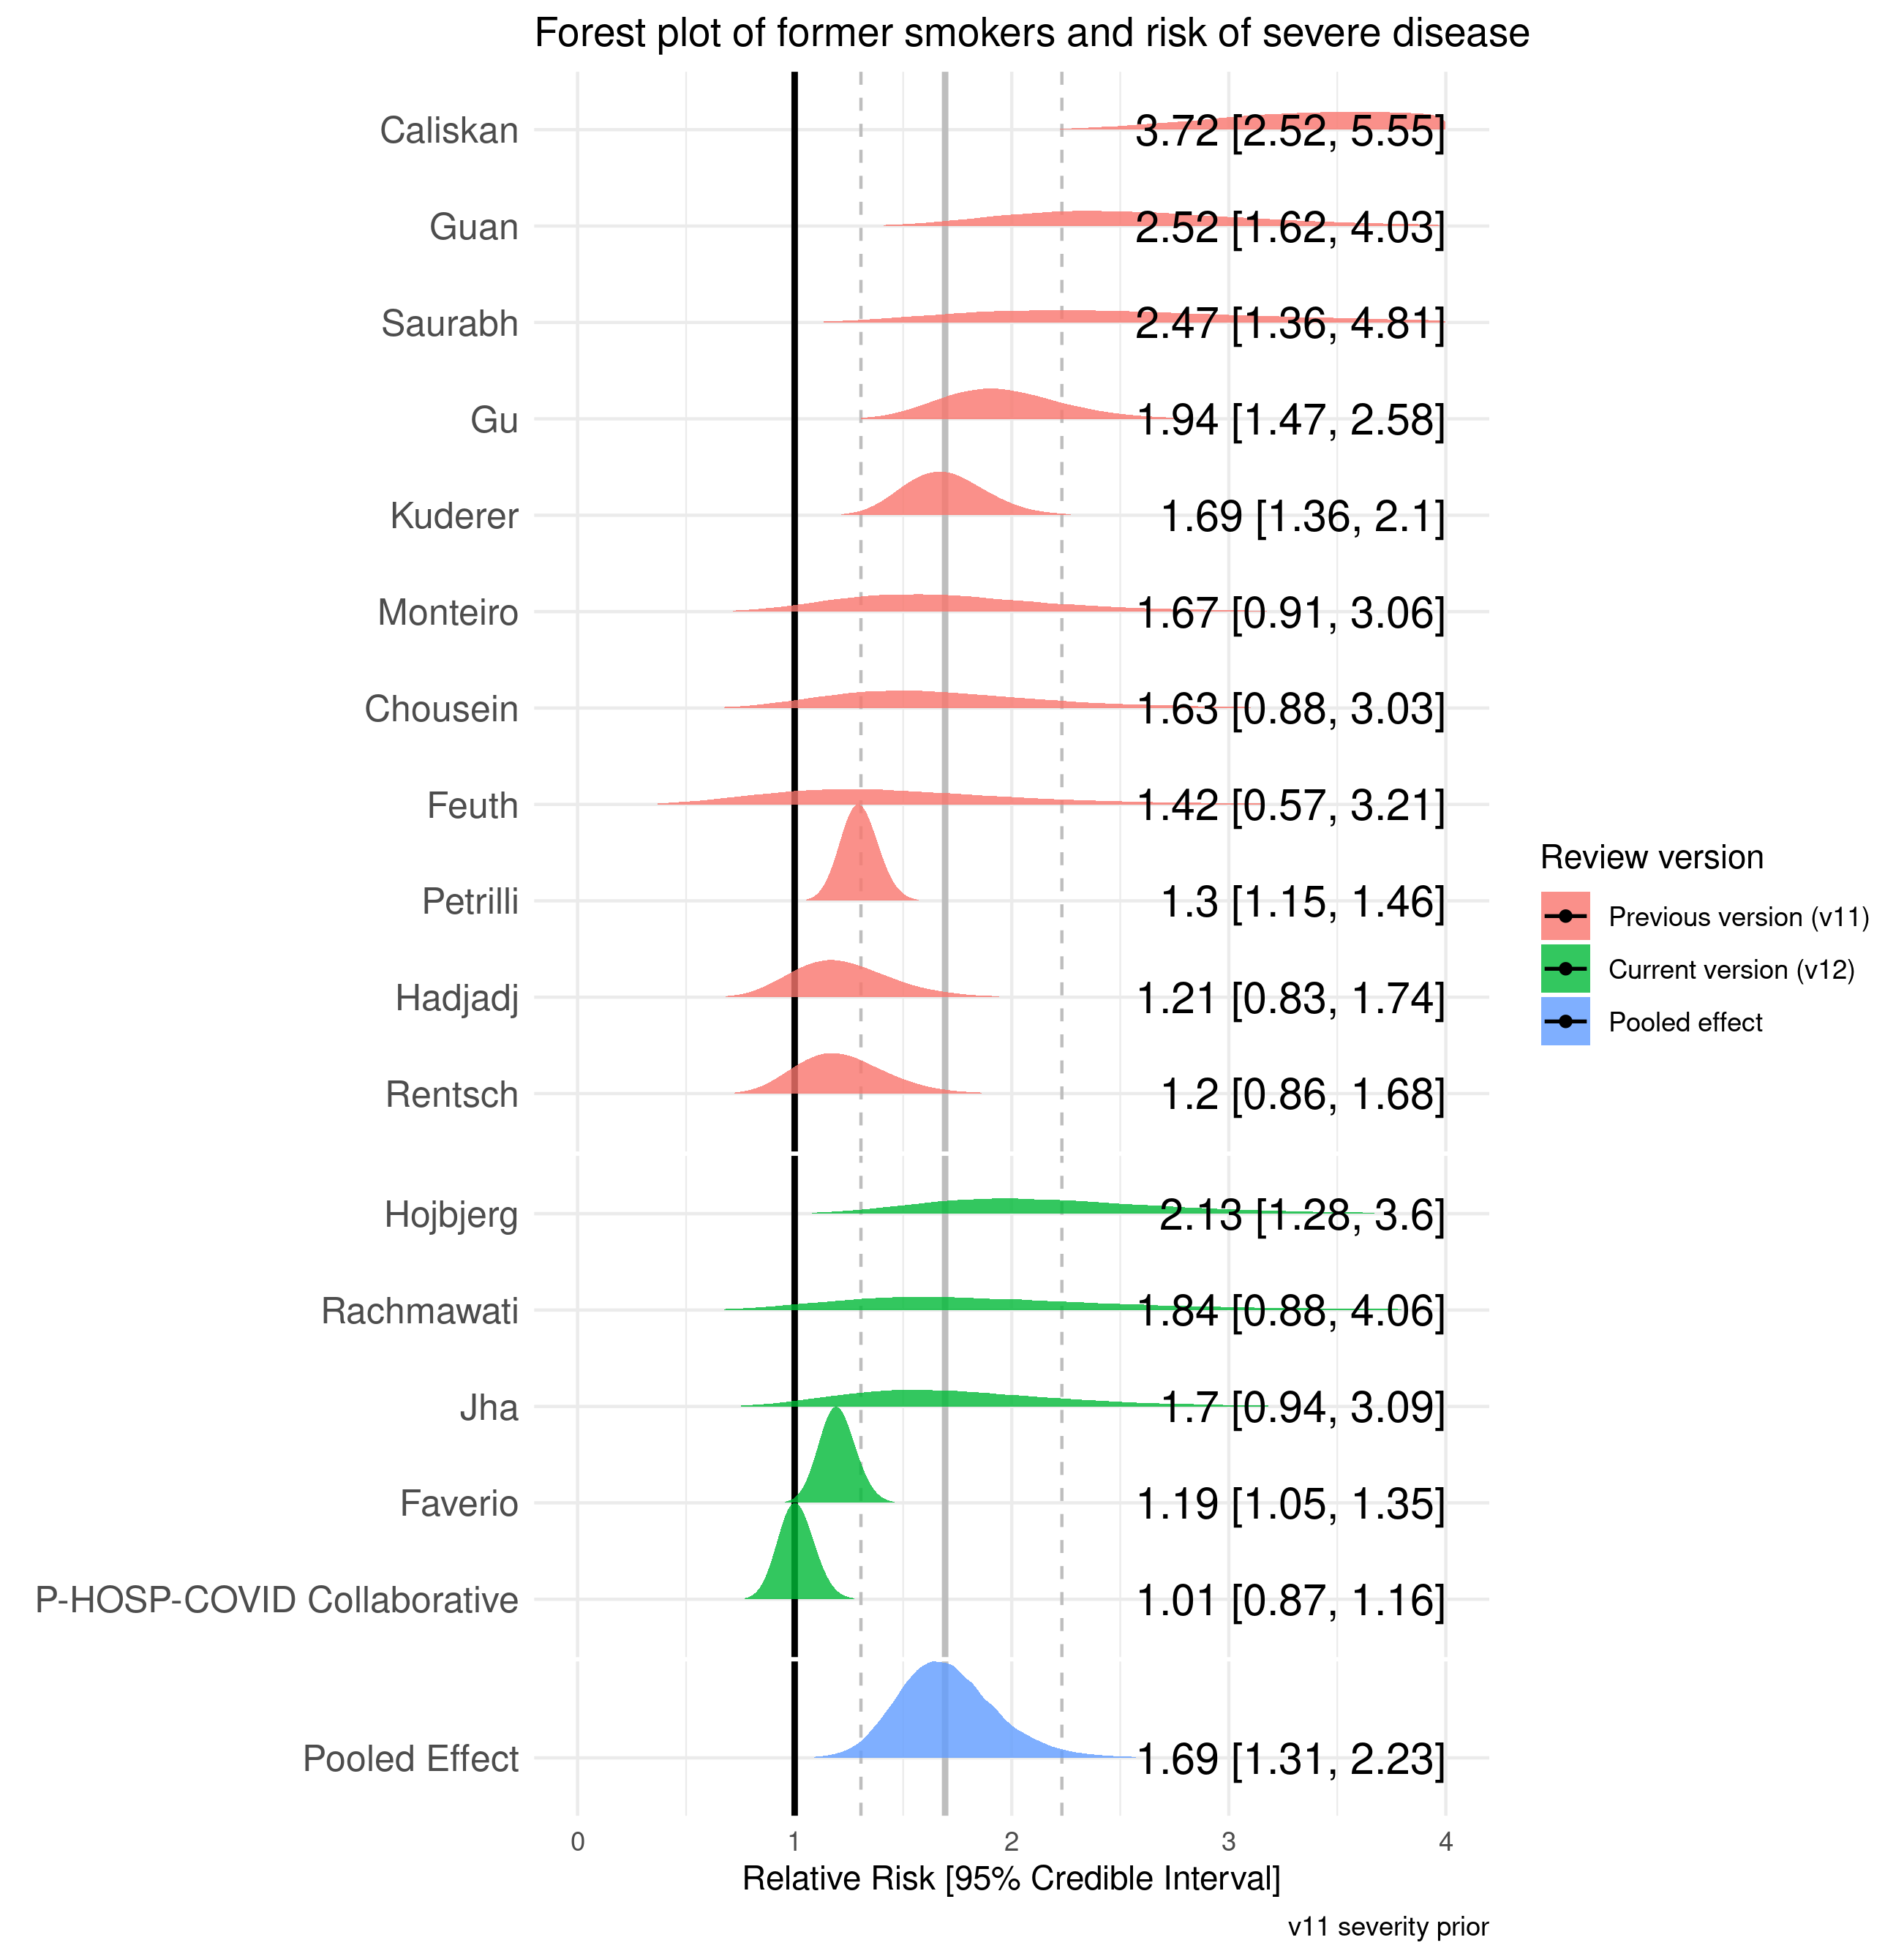 Forest plot of former smokers and risk of severe disease
Caliskan 3.72 [2.52, 5.55]
Guan 2.52 [1.62, 4.03]
Saurabh 2.47 [1.36, 4.81]
Gu 1.94 [1.47, 2.58]
Kuderer 1.69 [1.36, 2.1]
Monteiro 1.67 [0.91, 3.06]
Chousein 1.63 [0.88, 3.03]
Feuth 1.42 [0.57, 3.21]
Petrilli 1.3 [1.15, 1.46]
Hadjadj 1.21 [0.83, 1.74]
Rentsch 1.2 [0.86, 1.68]
Hojbjerg 2.13 [1.28, 3.6]
Rachmawati 1.84 [0.88, 4.06]
Jha 1.7 [0.94, 3.09]
Faverio 1.19 [1.05, 1.35]
P-HOSP-COVID Collaborative 1.01 [0.87, 1.16]
Pooled Effect 1.69 [1.31, 2.23]
0 1 2 3 4
Relative Risk [95% Credible Interval]
v11 severity prior
Review version
Previous version (v11)
Current version (v12)
Pooled effect